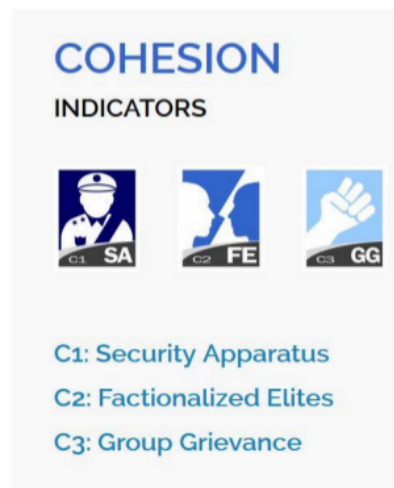 COHESION
INDICATORS
C1 SA
C2 FE
C3 GG
C1: Security Apparatus
C2: Factionalized Elites
C3: Group Grievance